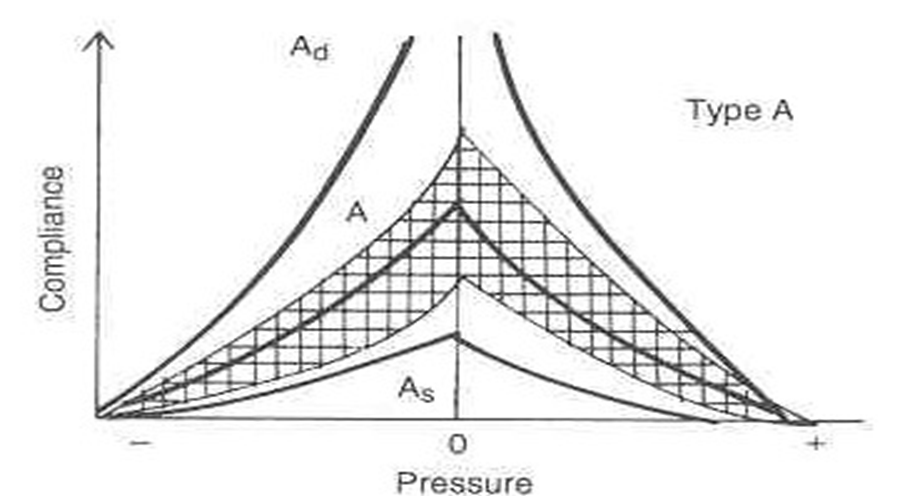 Ad
Type A
A
Compliance
As
− 0 +
Pressure